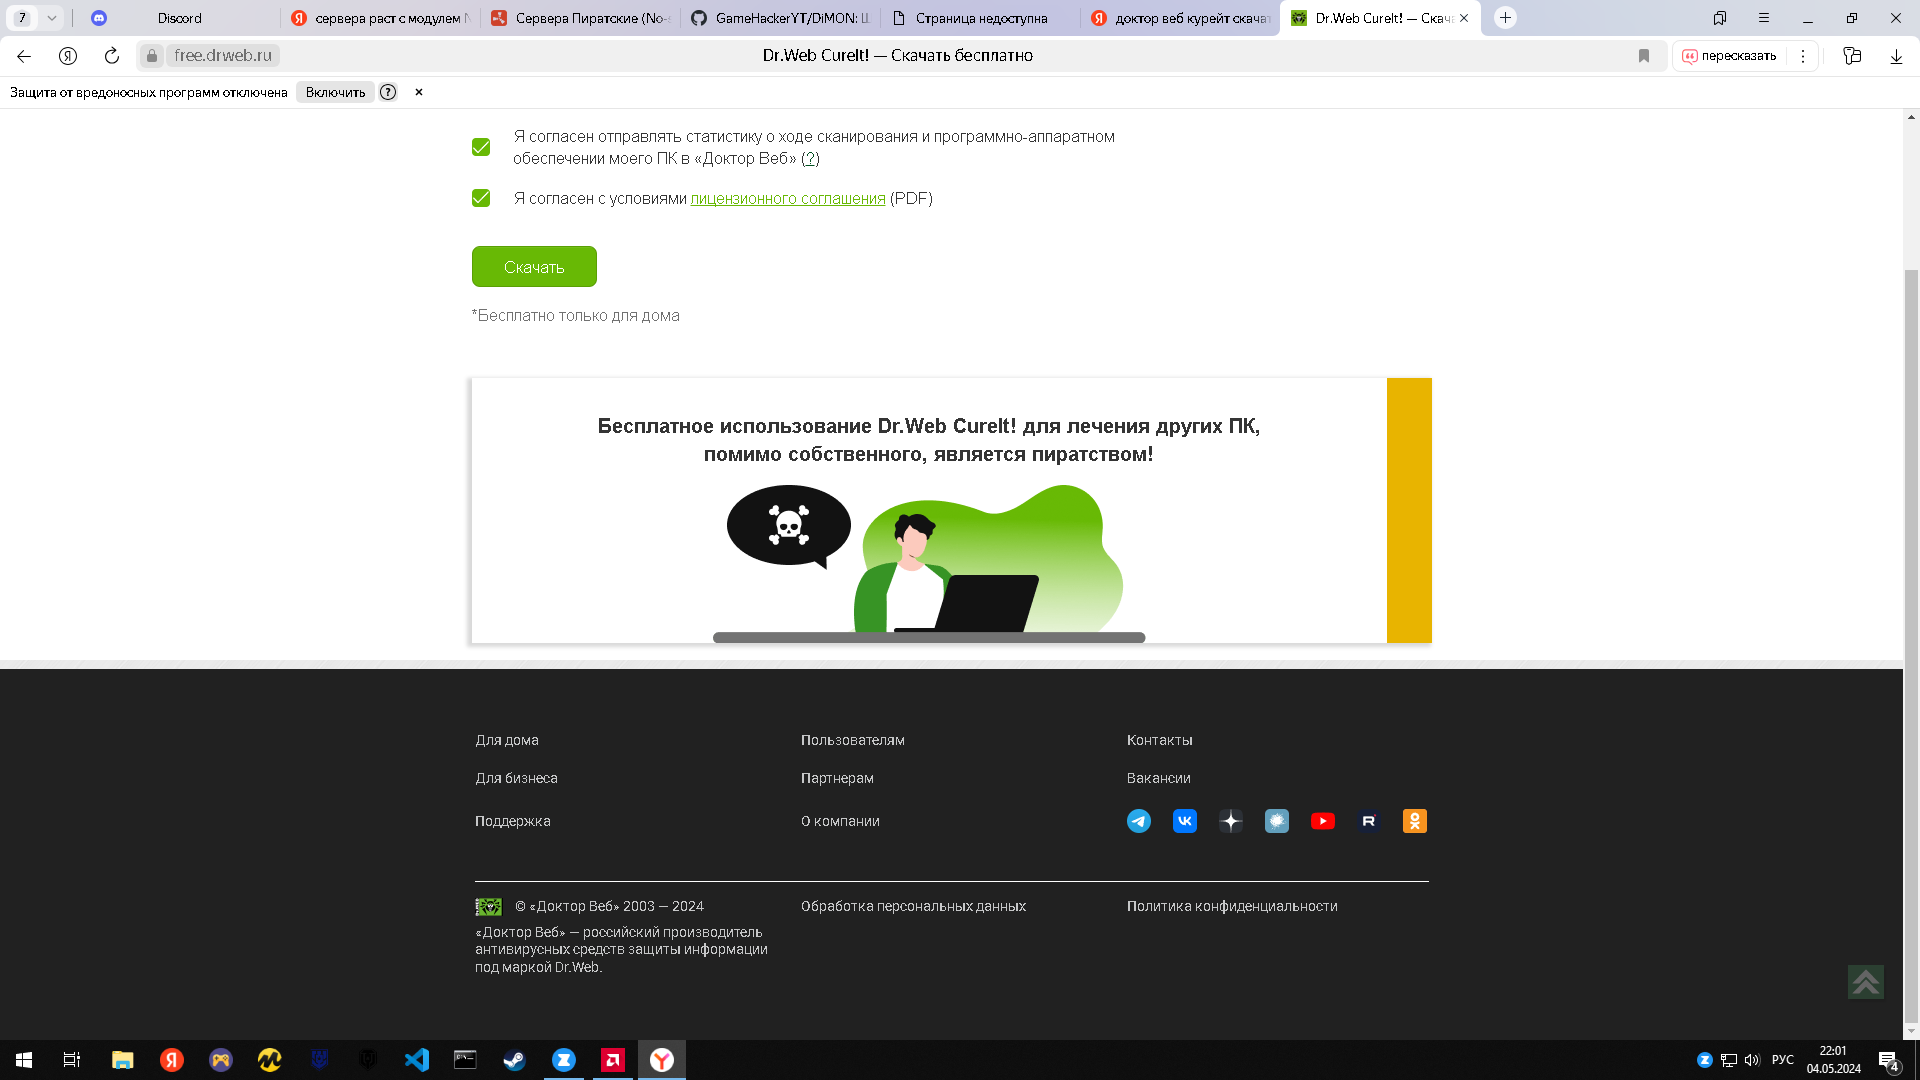 7
Discord
сервера раст с модулем N
Сервера Пиратские (No-s
GameHackerYT/DiMON: Ш
Страница недоступна
доктор веб курейт скачат
Dr.Web CureIt! — Скача
free.drweb.ru
Dr.Web CureIt! — Скачать бесплатно
пересказать
Защита от вредоносных программ отключена
Включить
?
Я согласен отправлять статистику о ходе сканирования и программно-аппаратном
обеспечении моего ПК в «Доктор Веб» (?)
Я согласен с условиями лицензионного соглашения (PDF)
Скачать
*Бесплатно только для дома
Бесплатное использование Dr.Web CureIt! для лечения других ПК,
помимо собственного, является пиратством!
Для дома
Пользователям
Контакты
Для бизнеса
Партнерам
Вакансии
Поддержка
О компании
© «Доктор Веб» 2003 — 2024
Обработка персональных данных
Политика конфиденциальности
«Доктор Веб» — российский производитель
антивирусных средств защиты информации
под маркой Dr.Web.
РУС
22:01
04.05.2024
4